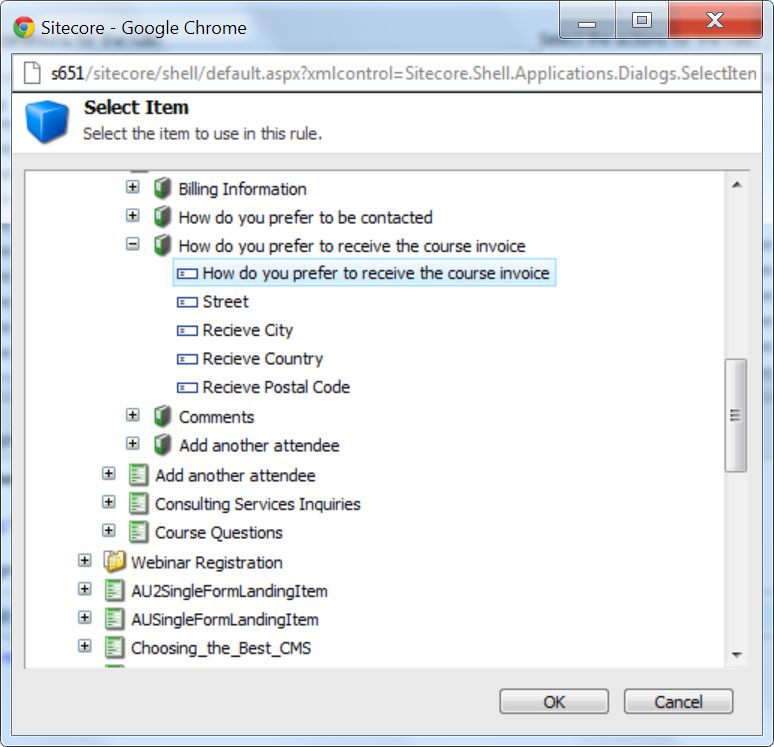 Sitecore - Google Chrome
s651/sitecore/shell/default.aspx?xmlcontrol=Sitecore.Shell.Applications.Dialogs.SelectIten
Select Item
Select the item to use in this rule.
Billing Information
How do you prefer to be contacted
How do you prefer to receive the course invoice
How do you prefer to receive the course invoice
Street
Recieve City
Recieve Country
Recieve Postal Code
Comments
Add another attendee
Add another attendee
Consulting Services Inquiries
Course Questions
Webinar Registration
AU2SingleFormLandingItem
AUSingleFormLandingItem
Choosing_the_Best_CMS
OK Cancel